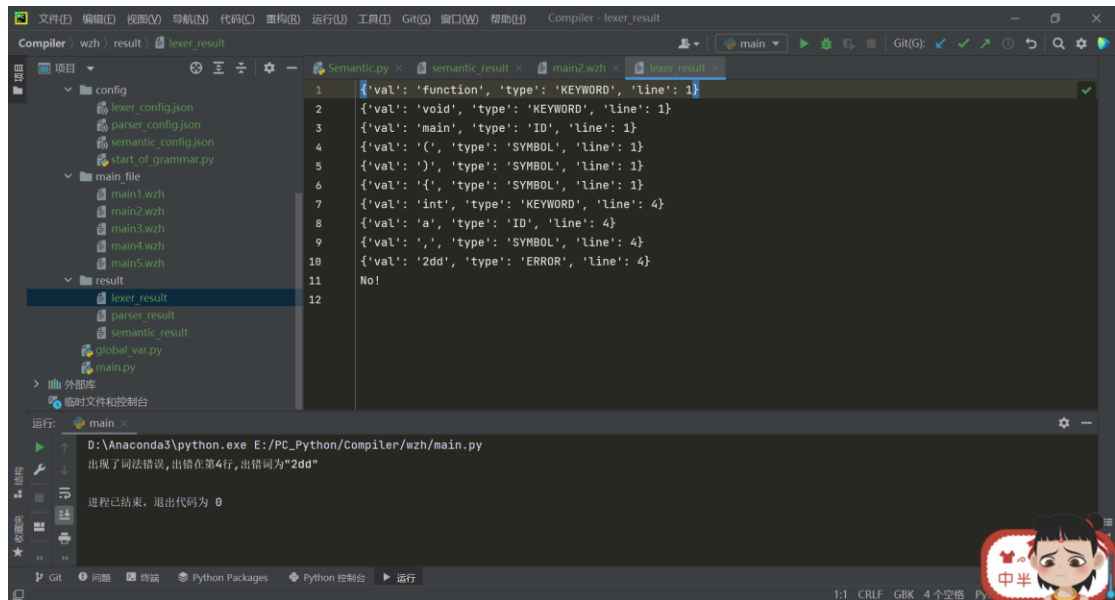 文件(F) 编辑(E) 视图(V) 导航(N) 代码(C) 重构(R) 运行(U) 工具(T) Git(G) 窗口(W) 帮助(H) Compiler - lexer_result
Compiler wzh result lexer_result main Git(G):
项目 Semantic.py semantic_result main2.wzh lexer_result
config
lexer_config.json
parser_config.json
semantic_config.json
start_of_grammar.py
main_file
main1.wzh
main2.wzh
main3.wzh
main4.wzh
main5.wzh
result
lexer_result
parser_result
semantic_result
global_var.py
main.py
外部库
临时文件和控制台
1 {'val': 'function', 'type': 'KEYWORD', 'line': 1}
2 {'val': 'void', 'type': 'KEYWORD', 'line': 1}
3 {'val': 'main', 'type': 'ID', 'line': 1}
4 {'val': '(', 'type': 'SYMBOL', 'line': 1}
5 {'val': ')', 'type': 'SYMBOL', 'line': 1}
6 {'val': '{', 'type': 'SYMBOL', 'line': 1}
7 {'val': 'int', 'type': 'KEYWORD', 'line': 4}
8 {'val': 'a', 'type': 'ID', 'line': 4}
9 {'val': ',', 'type': 'SYMBOL', 'line': 4}
10 {'val': '2dd', 'type': 'ERROR', 'line': 4}
11 No!
12
运行: main
D:\Anaconda3\python.exe E:/PC_Python/Compiler/wzh/main.py
出现了词法错误,出错在第4行,出错词为"2dd"
进程已结束，退出代码为 0
项目
结构
收藏夹
Git 问题 终端 Python Packages Python 控制台 运行
1:1 CRLF GBK 4 个空格
中半